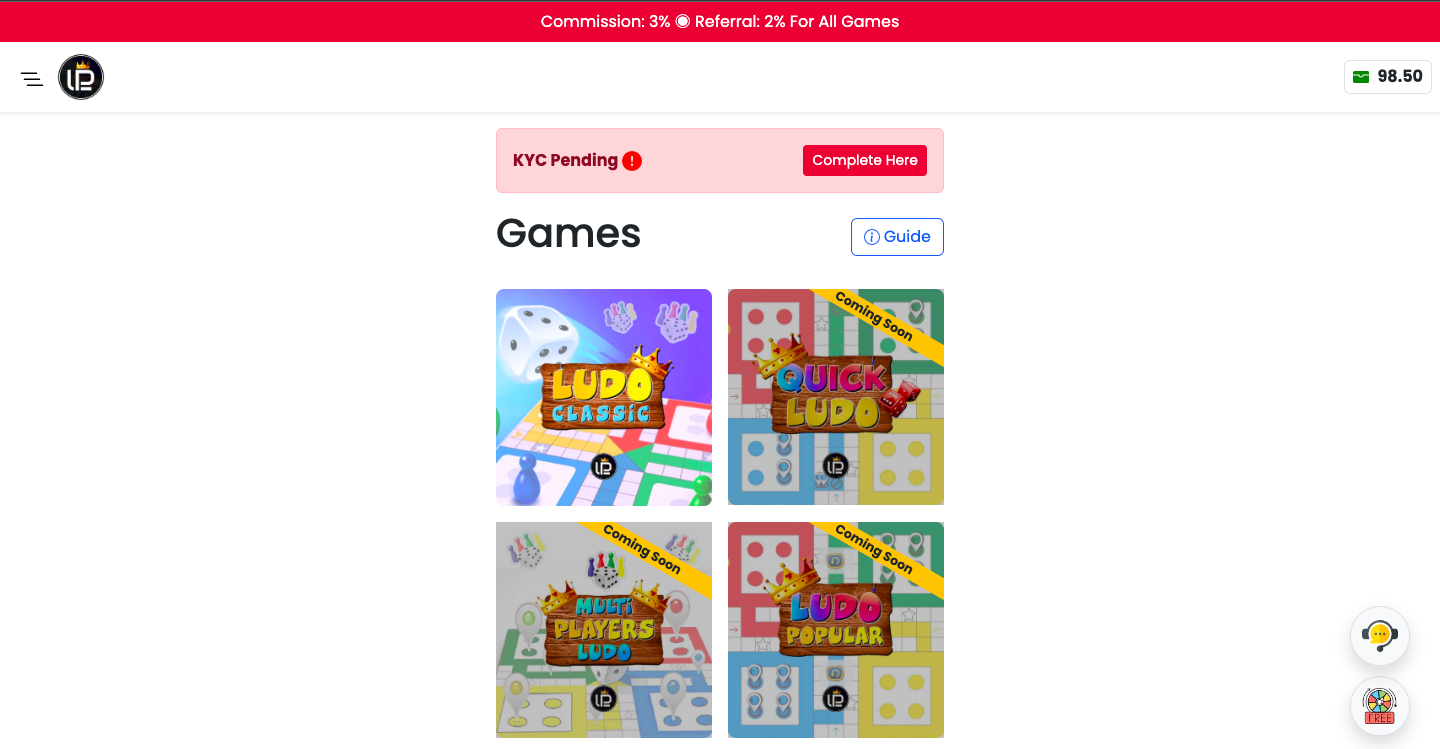 Commission: 3% ◉ Referral: 2% For All Games
LP
98.50
KYC Pending !
Complete Here
Games
Guide
LUDO
CLASSIC
LP
Coming Soon
QUICK
LUDO
LP
Coming Soon
MULTI
PLAYERS
LUDO
LP
Coming Soon
LUDO
POPULAR
LP
FREE